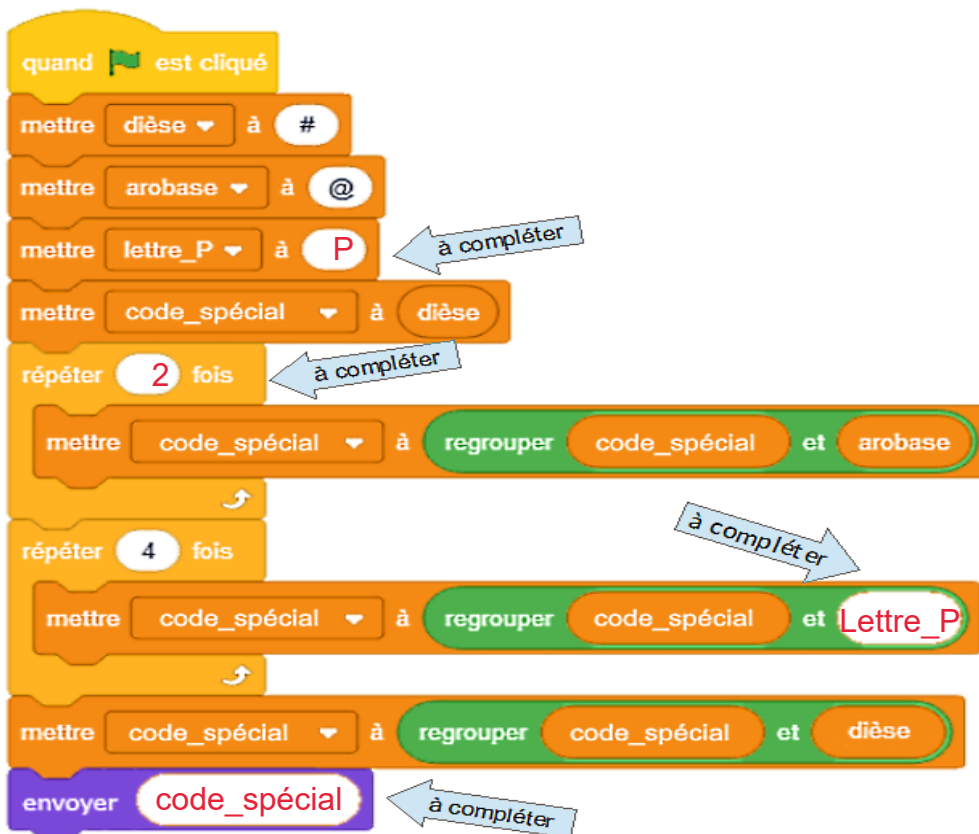 quand est cliqué
mettre dièse à #
mettre arobase à @
mettre lettre_P à P
à compléter
mettre code_spécial à dièse
répéter 2 fois
à compléter
mettre code_spécial à regrouper code_spécial et arobase
répéter 4 fois
à compléter
mettre code_spécial à regrouper code_spécial et Lettre_P
mettre code_spécial à regrouper code_spécial et dièse
envoyer code_spécial
à compléter